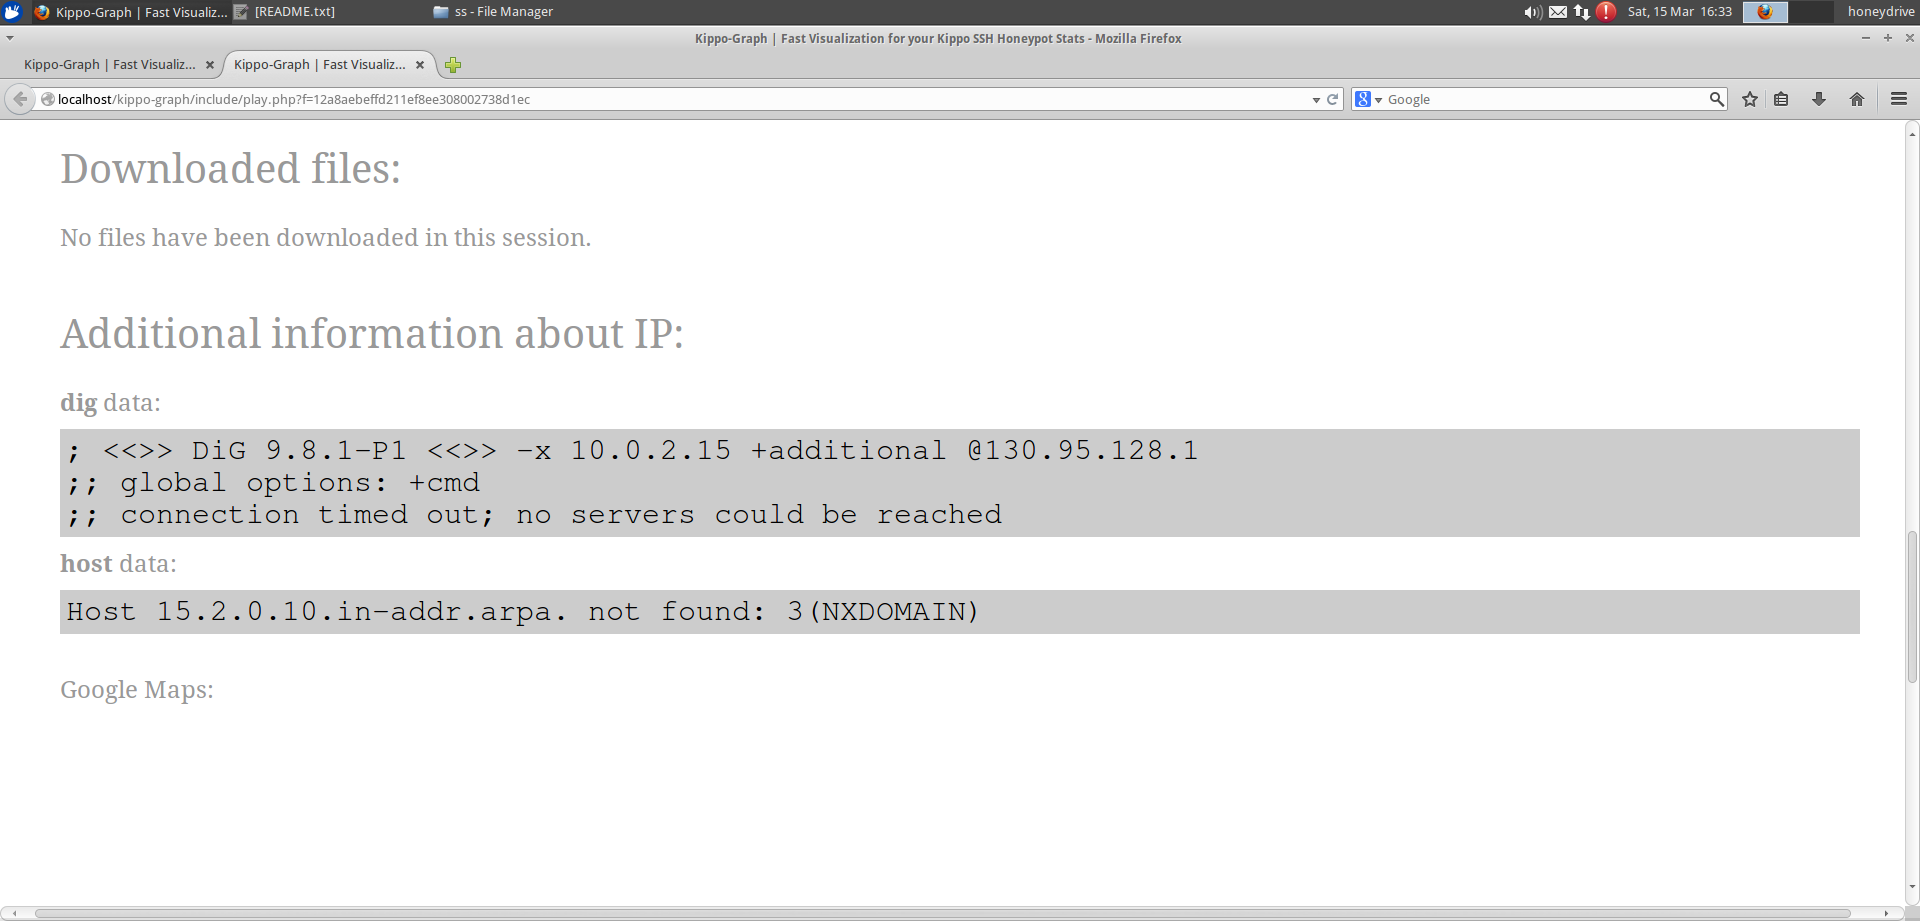 Kippo-Graph | Fast Visualiz...
[README.txt]
ss - File Manager
Sat, 15 Mar 16:33
honeydrive
Kippo-Graph | Fast Visualization for your Kippo SSH Honeypot Stats - Mozilla Firefox
Kippo-Graph | Fast Visualiz...
Kippo-Graph | Fast Visualiz...
localhost/kippo-graph/include/play.php?f=12a8aebeffd211ef8ee308002738d1ec
Google
Downloaded files:
No files have been downloaded in this session.
Additional information about IP:
dig data:
; <<>> DiG 9.8.1-P1 <<>> -x 10.0.2.15 +additional @130.95.128.1
;; global options: +cmd
;; connection timed out; no servers could be reached
host data:
Host 15.2.0.10.in-addr.arpa. not found: 3(NXDOMAIN)
Google Maps: